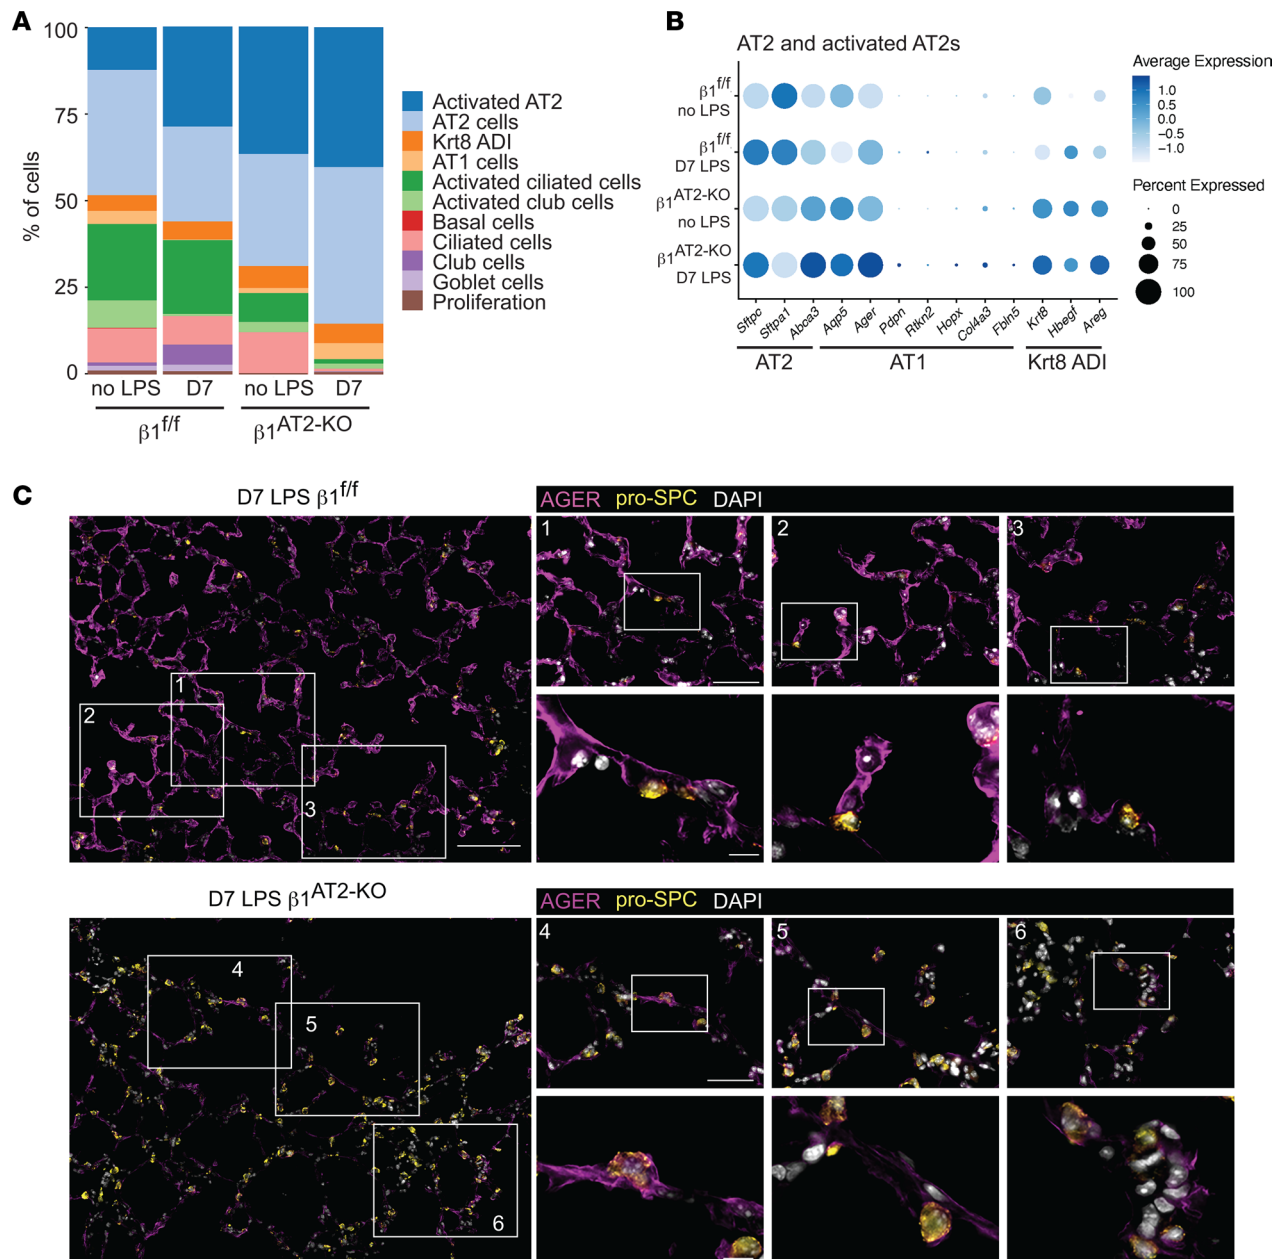 A
100
75
50
25
0
% of cells
no LPS D7 no LPS D7
β1f/f β1AT2-KO
Activated AT2
AT2 cells
Krt8 ADI
AT1 cells
Activated ciliated cells
Activated club cells
Basal cells
Ciliated cells
Club cells
Goblet cells
Proliferation
B
AT2 and activated AT2s
β1f/f
no LPS
β1f/f
D7 LPS
β1AT2-KO
no LPS
β1AT2-KO
D7 LPS
Sftpc Sftpa1 Abca3 Aqp5 Ager Pdpn Rtkn2 Hopx Col4a3 Fbln5 Krt8 Hbegf Areg
AT2 AT1 Krt8 ADI
Average Expression
1.0
0.5
0.0
−0.5
−1.0
Percent Expressed
0
25
50
75
100
C
D7 LPS β1f/f
AGER pro-SPC DAPI
1 2 3
1
2
3
D7 LPS β1AT2-KO
AGER pro-SPC DAPI
4 5 6
4
5
6